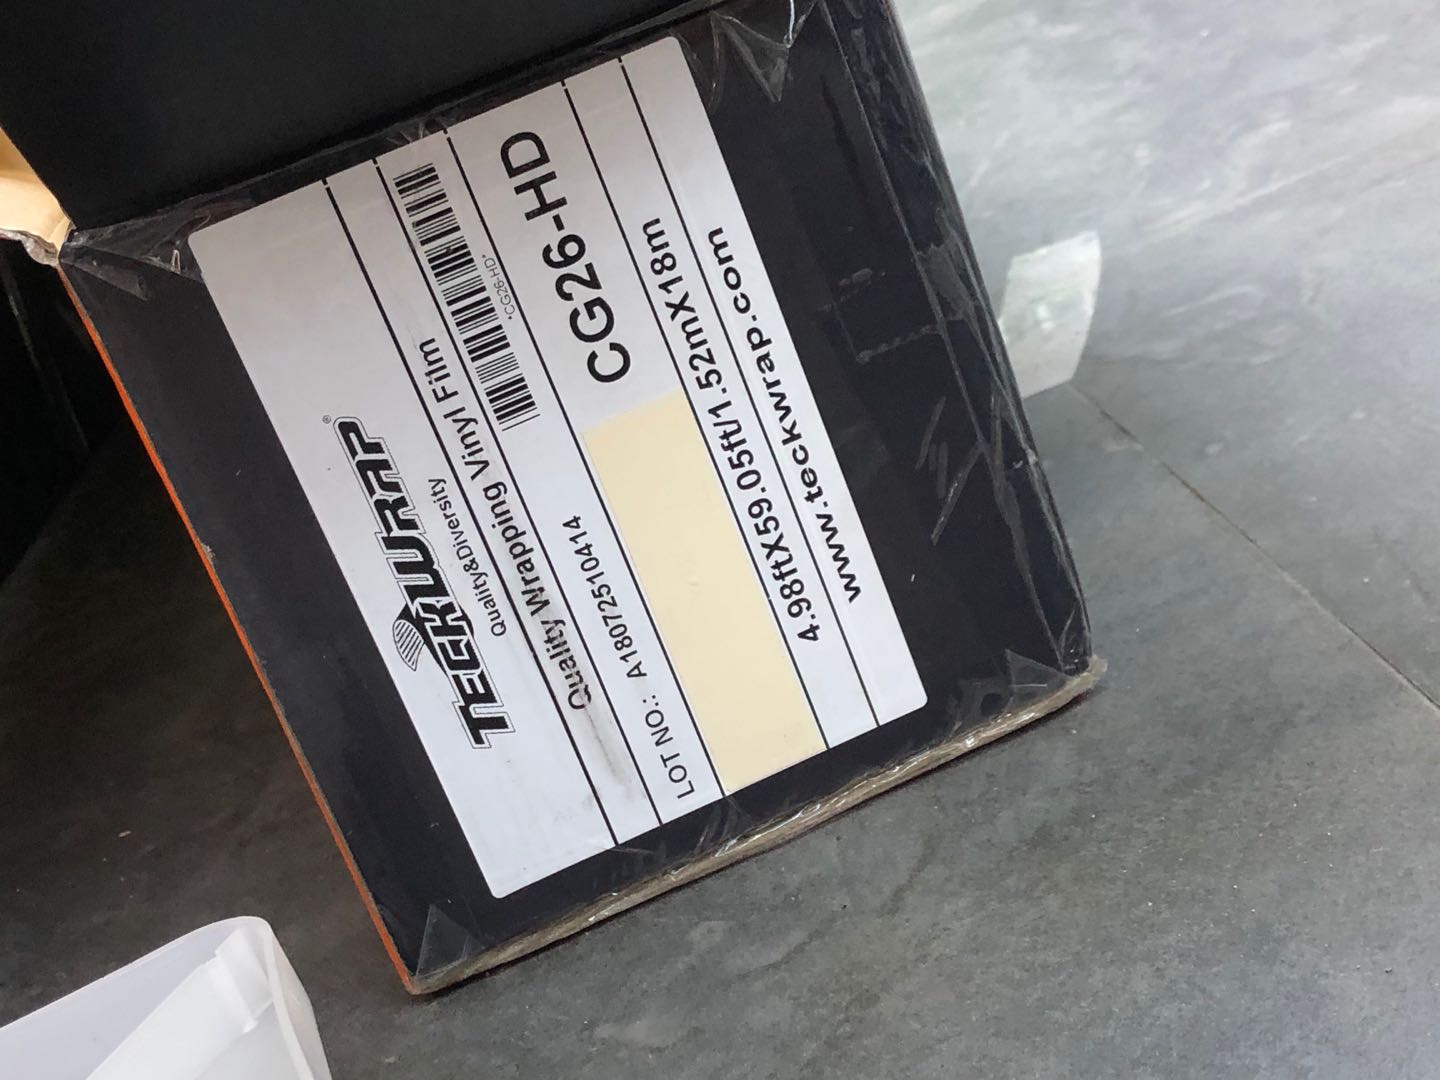 TECKWRAP®
Quality&Diversity
Quality Wrapping Vinyl Film
*CG26-HD*
LOT NO.: A18072510414
CG26-HD
4.98ftX59.05ft/1.52mX18m
www.teckwrap.com